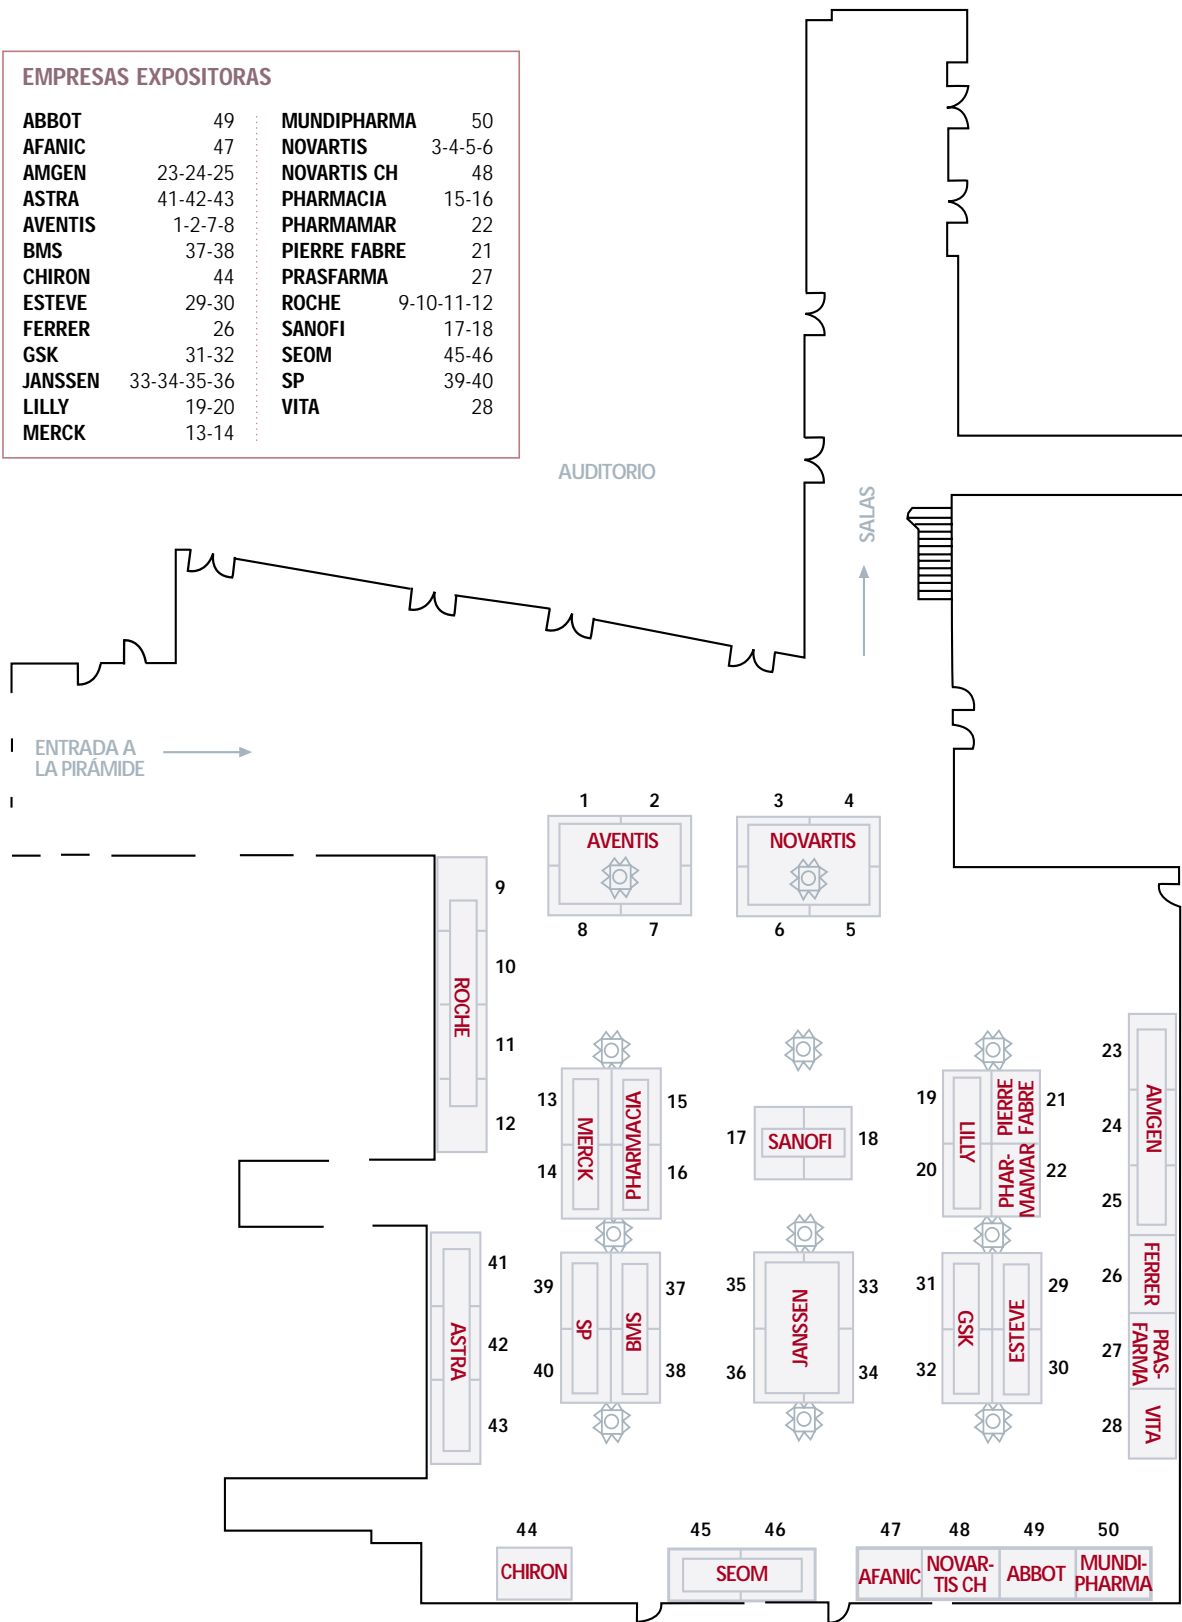 EMPRESAS EXPOSITORAS
ABBOT 49
AFANIC 47
AMGEN 23-24-25
ASTRA 41-42-43
AVENTIS 1-2-7-8
BMS 37-38
CHIRON 44
ESTEVE 29-30
FERRER 26
GSK 31-32
JANSSEN 33-34-35-36
LILLY 19-20
MERCK 13-14
MUNDIPHARMA 50
NOVARTIS 3-4-5-6
NOVARTIS CH 48
PHARMACIA 15-16
PHARMAMAR 22
PIERRE FABRE 21
PRASFARMA 27
ROCHE 9-10-11-12
SANOFI 17-18
SEOM 45-46
SP 39-40
VITA 28
AUDITORIO
SALAS
ENTRADA A
LA PIRÁMIDE
1 2
AVENTIS
8 7
3 4
NOVARTIS
6 5
9
10
11
12
ROCHE
13
14
MERCK
PHARMACIA
15
16
17
SANOFI
18
19
20
LILLY
PIERRE
FABRE
PHAR-
MAMAR
21
22
23
24
25
AMGEN
26
FERRER
27
PRAS-
FARMA
28
VITA
41
42
43
ASTRA
39
40
SP
BMS
37
38
35
36
JANSSEN
33
34
31
32
GSK
ESTEVE
29
30
44
CHIRON
45 46
SEOM
47
AFANIC
48
NOVAR-
TIS CH
49
ABBOT
50
MUNDI-
PHARMA